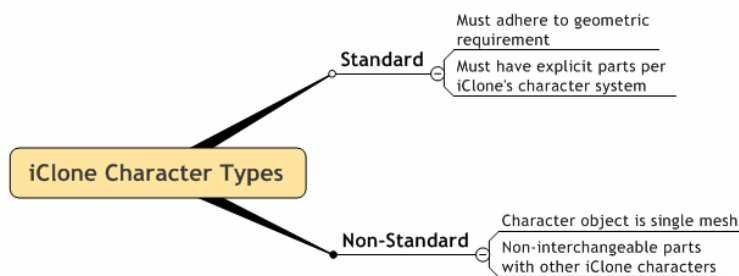 Must adhere to geometric
requirement
Standard
Must have explicit parts per
iClone's character system
iClone Character Types
Character object is single mesh
Non-Standard
Non-interchangeable parts
with other iClone characters